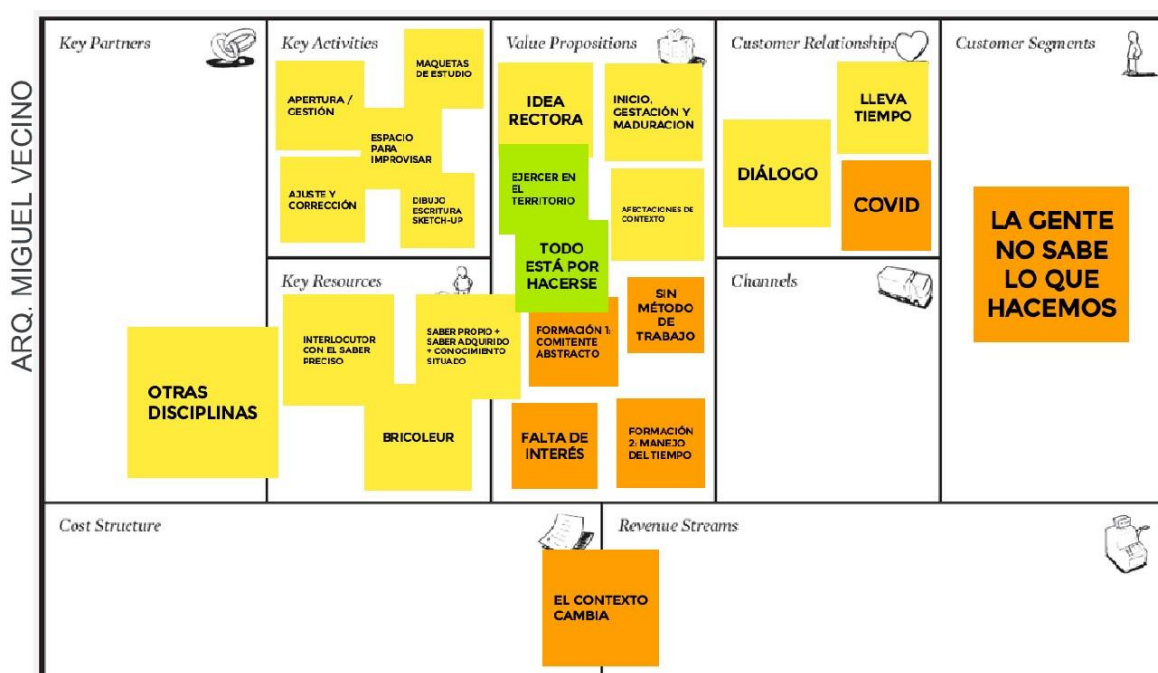 ARQ. MIGUEL VECINO
Key Partners
OTRAS
DISCIPLINAS
Key Activities
MAQUETAS
DE ESTUDIO
APERTURA /
GESTIÓN
ESPACIO
PARA
IMPROVISAR
AJUSTE Y
CORRECCIÓN
DIBUJO
ESCRITURA
SKETCH-UP
Key Resources
INTERLOCUTOR
CON EL SABER
PRECISO
SABER PROPIO +
SABER ADQUIRIDO
+ CONOCIMIENTO
SITUADO
BRICOLEUR
Value Propositions
IDEA
RECTORA
INICIO,
GESTACIÓN Y
MADURACION
EJERCER EN
EL
TERRITORIO
AFECTACIONES DE
CONTEXTO
TODO
ESTÁ POR
HACERSE
SIN
MÉTODO
DE
TRABAJO
FORMACIÓN 1:
COMITENTE
ABSTRACTO
FALTA DE
INTERÉS
FORMACIÓN
2: MANEJO
DEL TIEMPO
Customer Relationships
LLEVA
TIEMPO
DIÁLOGO
COVID
Channels
Customer Segments
LA GENTE
NO SABE
LO QUE
HACEMOS
Cost Structure
Revenue Streams
EL CONTEXTO
CAMBIA